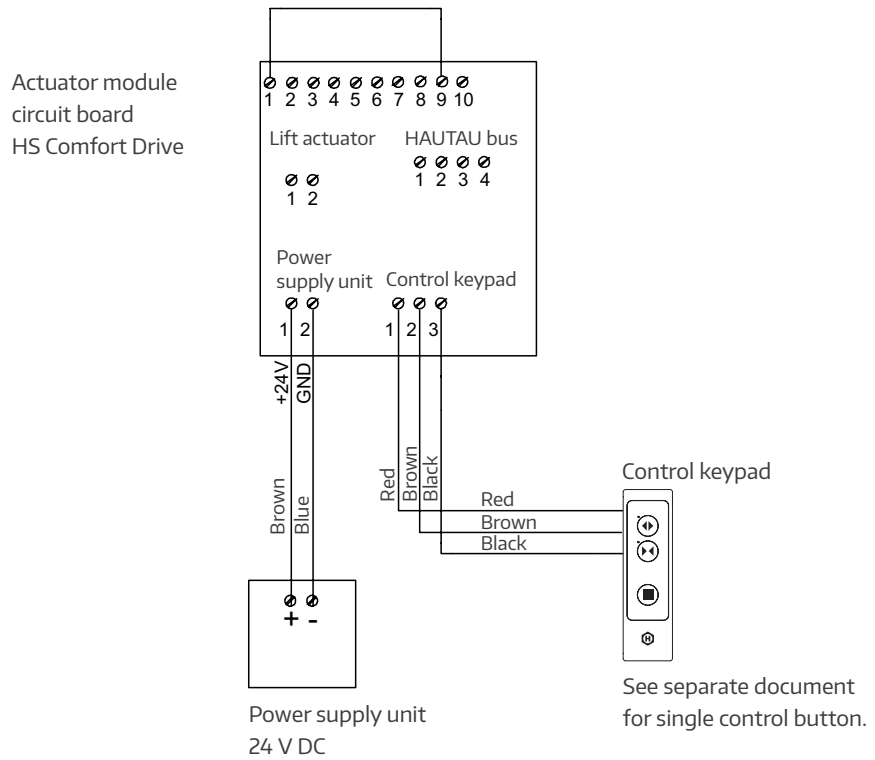 Actuator module
circuit board
HS Comfort Drive
1 2 3 4 5 6 7 8 9 10
Lift actuator
HAUTAU bus
1 2 3 4
1 2
Power
supply unit
Control keypad
1 2
1 2 3
+24V
GND
Brown
Blue
Red
Brown
Black
Red
Brown
Black
Control keypad
H
+ -
See separate document
for single control button.
Power supply unit
24 V DC